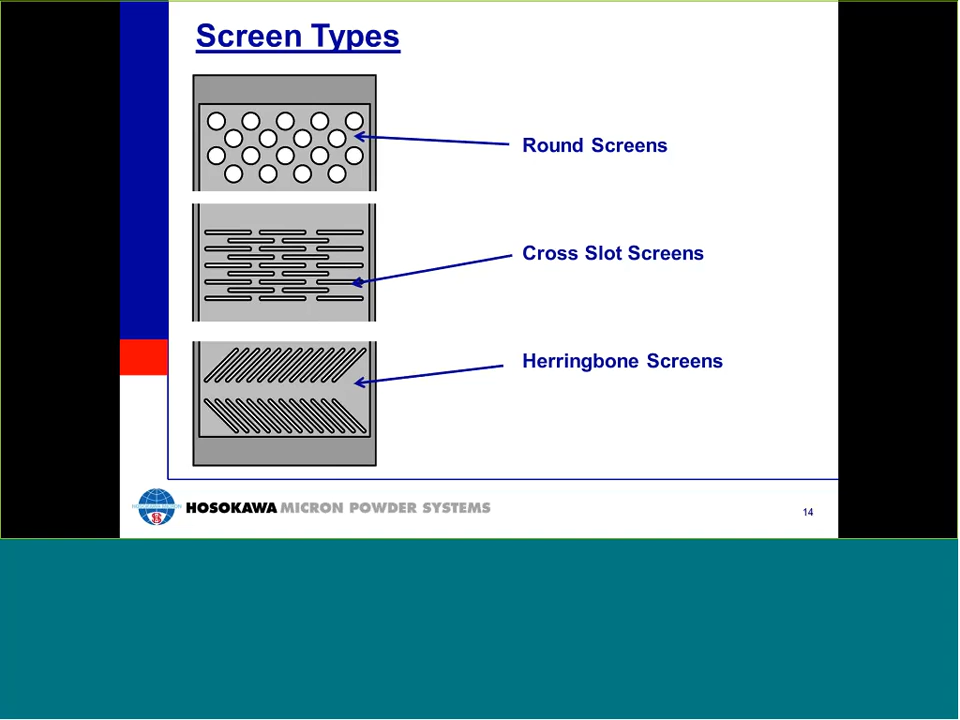 Screen Types
Round Screens
Cross Slot Screens
Herringbone Screens
HOSOKAWA MICRON POWDER SYSTEMS
14